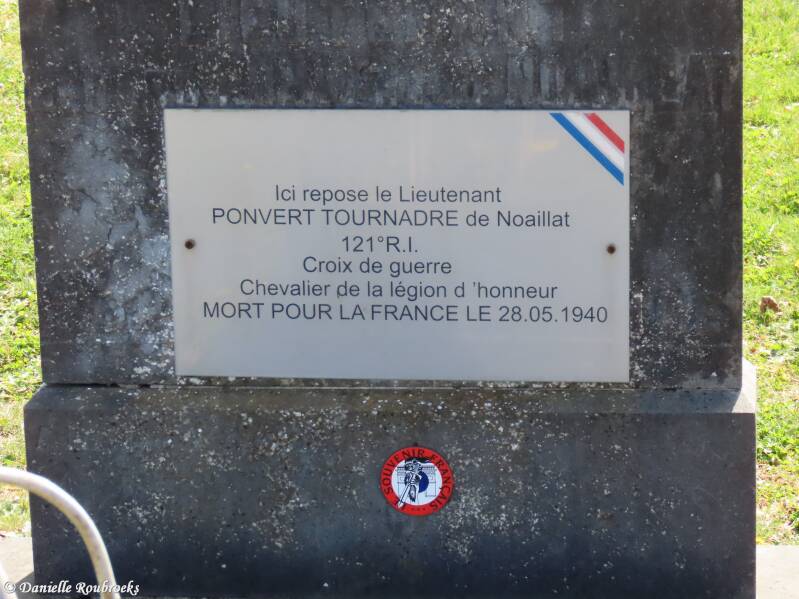 Ici repose le Lieutenant
PONVERT TOURNADRE de Noaillat
121°R.I.
Croix de guerre
Chevalier de la légion d 'honneur
MORT POUR LA FRANCE LE 28.05.1940
SOUVENIR FRANÇAIS
© Danielle Roubroeks